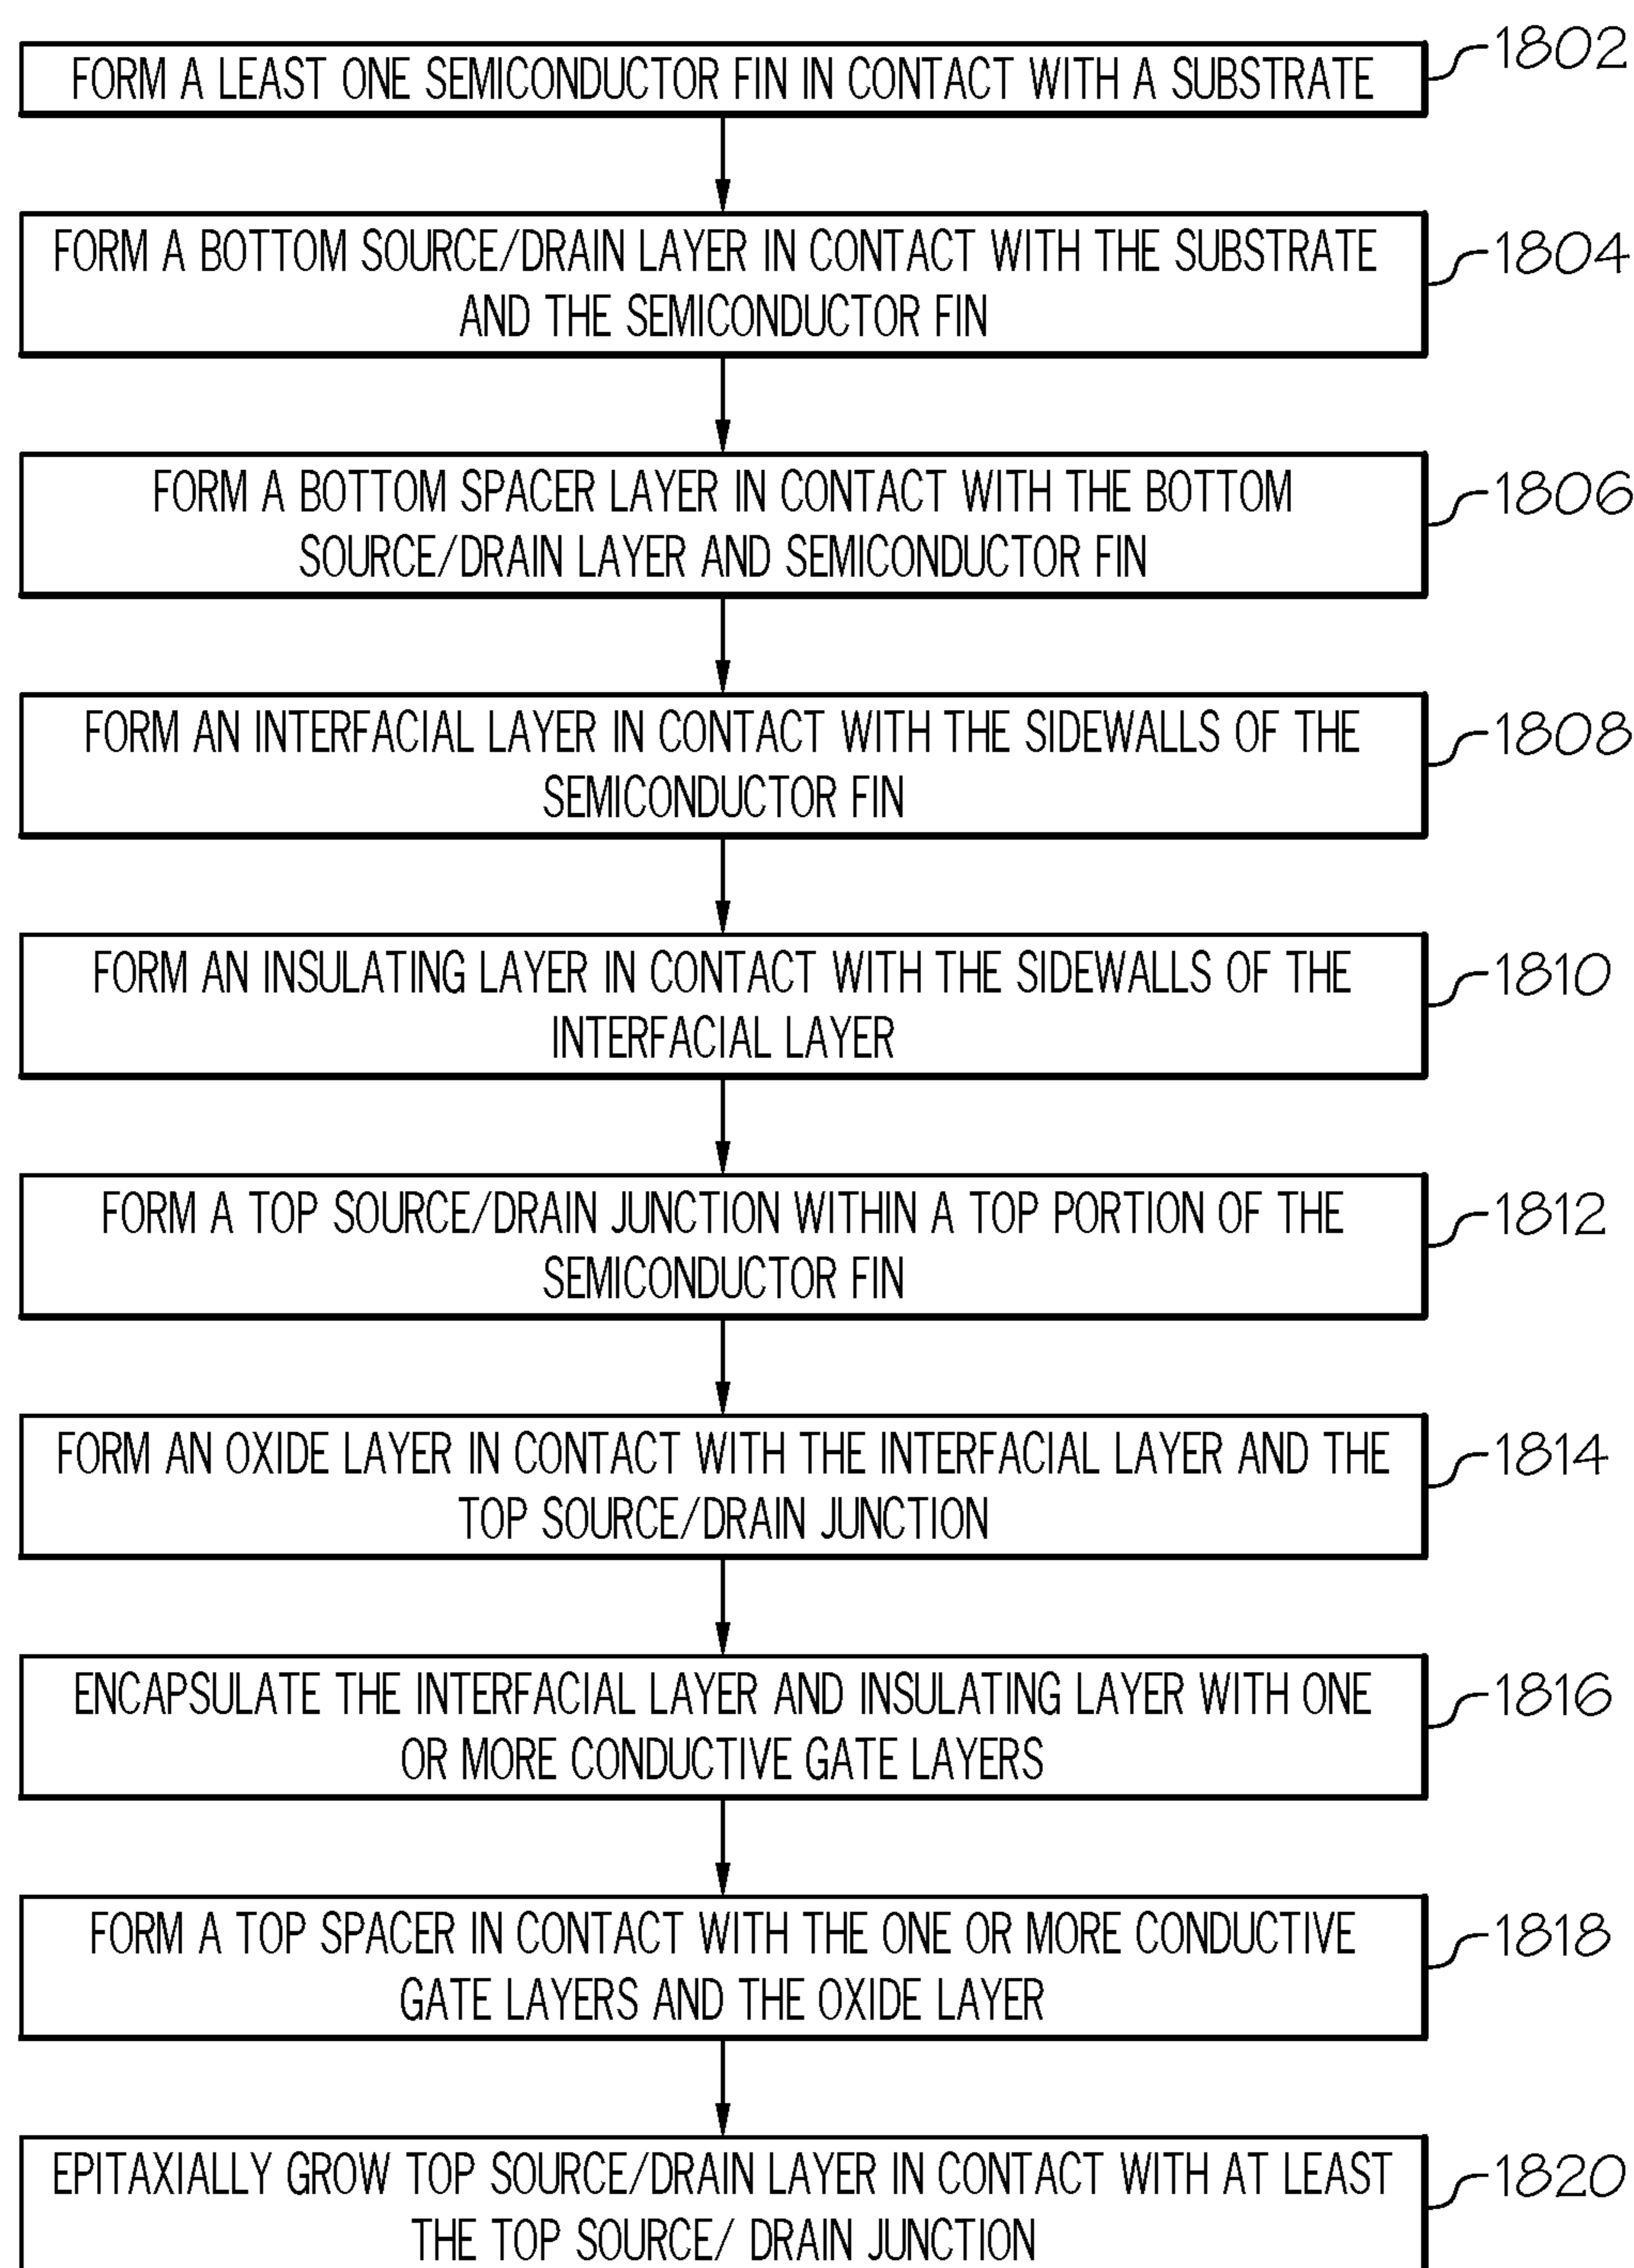 FORM A LEAST ONE SEMICONDUCTOR FIN IN CONTACT WITH A SUBSTRATE
1802
FORM A BOTTOM SOURCE/DRAIN LAYER IN CONTACT WITH THE SUBSTRATE
AND THE SEMICONDUCTOR FIN
1804
FORM A BOTTOM SPACER LAYER IN CONTACT WITH THE BOTTOM
SOURCE/DRAIN LAYER AND SEMICONDUCTOR FIN
1806
FORM AN INTERFACIAL LAYER IN CONTACT WITH THE SIDEWALLS OF THE
SEMICONDUCTOR FIN
1808
FORM AN INSULATING LAYER IN CONTACT WITH THE SIDEWALLS OF THE
INTERFACIAL LAYER
1810
FORM A TOP SOURCE/DRAIN JUNCTION WITHIN A TOP PORTION OF THE
SEMICONDUCTOR FIN
1812
FORM AN OXIDE LAYER IN CONTACT WITH THE INTERFACIAL LAYER AND THE
TOP SOURCE/DRAIN JUNCTION
1814
ENCAPSULATE THE INTERFACIAL LAYER AND INSULATING LAYER WITH ONE
OR MORE CONDUCTIVE GATE LAYERS
1816
FORM A TOP SPACER IN CONTACT WITH THE ONE OR MORE CONDUCTIVE
GATE LAYERS AND THE OXIDE LAYER
1818
EPITAXIALLY GROW TOP SOURCE/DRAIN LAYER IN CONTACT WITH AT LEAST
THE TOP SOURCE/ DRAIN JUNCTION
1820